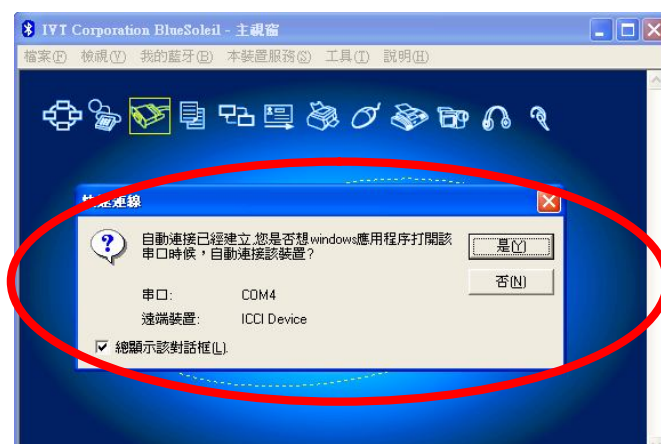 IVT Corporation BlueSoleil - 主視窗
檔案(F) 檢視(V) 我的藍牙(B) 本裝置服務(S) 工具(T) 說明(H)
快速連線
自動連接已經建立,您是否想windows應用程序打開該
串口時候，自動連接該裝置?
是(Y)
否(N)
串口: COM4
遠端裝置: ICCI Device
總顯示該對話框(L).